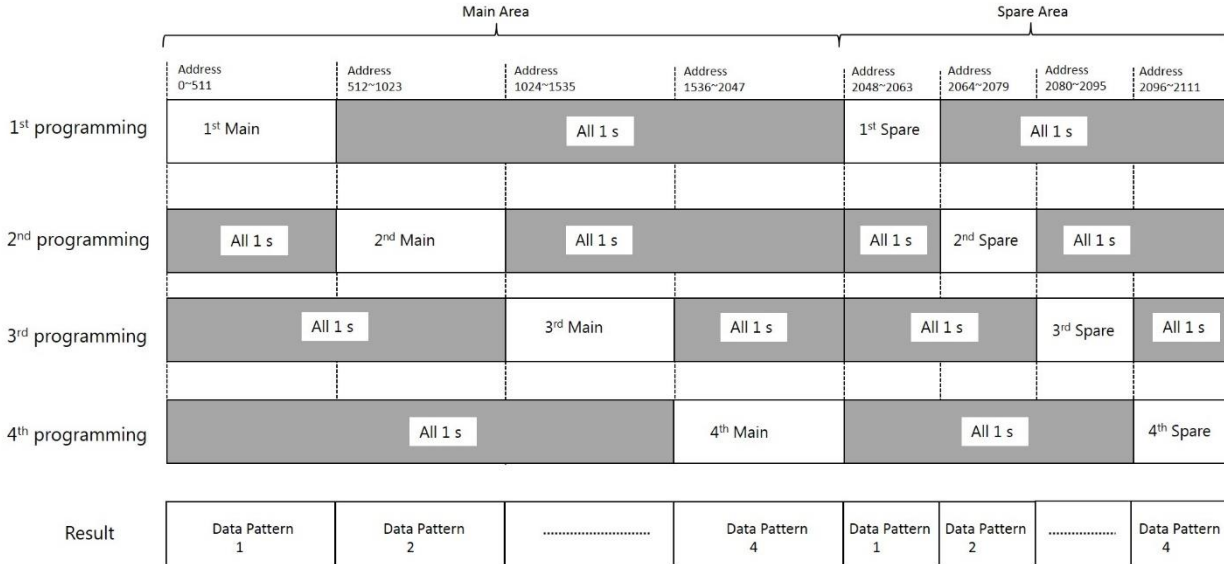 Main Area
Spare Area
Address
0~511
Address
512~1023
Address
1024~1535
Address
1536~2047
Address
2048~2063
Address
2064~2079
Address
2080~2095
Address
2096~2111
1st programming
1st Main
All 1 s
1st Spare
All 1 s
2nd programming
All 1 s
2nd Main
All 1 s
All 1 s
2nd Spare
All 1 s
3rd programming
All 1 s
3rd Main
All 1 s
All 1 s
3rd Spare
All 1 s
4th programming
All 1 s
4th Main
All 1 s
4th Spare
Result
Data Pattern
1
Data Pattern
2
......................
Data Pattern
4
Data Pattern
1
Data Pattern
2
................
Data Pattern
4